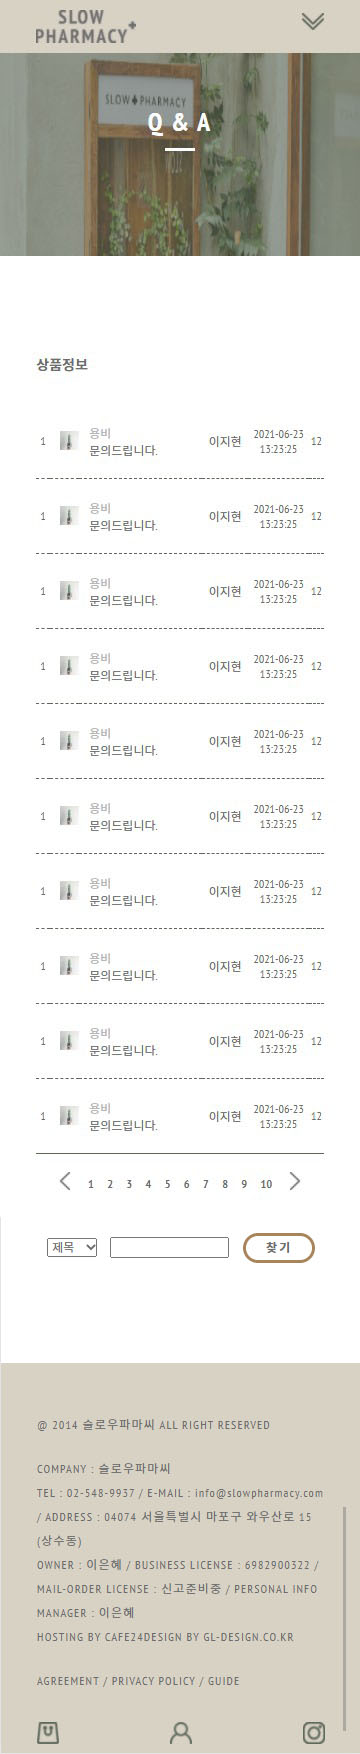 SLOW
PHARMACY+
SLOW PHARMACY
Q & A
상품정보
1 용비 문의드립니다. 이지현 2021-06-23 13:23:25 12
1 용비 문의드립니다. 이지현 2021-06-23 13:23:25 12
1 용비 문의드립니다. 이지현 2021-06-23 13:23:25 12
1 용비 문의드립니다. 이지현 2021-06-23 13:23:25 12
1 용비 문의드립니다. 이지현 2021-06-23 13:23:25 12
1 용비 문의드립니다. 이지현 2021-06-23 13:23:25 12
1 용비 문의드립니다. 이지현 2021-06-23 13:23:25 12
1 용비 문의드립니다. 이지현 2021-06-23 13:23:25 12
1 용비 문의드립니다. 이지현 2021-06-23 13:23:25 12
1 용비 문의드립니다. 이지현 2021-06-23 13:23:25 12
1 2 3 4 5 6 7 8 9 10
제목 찾기
@ 2014 슬로우파마씨 ALL RIGHT RESERVED
COMPANY : 슬로우파마씨
TEL : 02-548-9937 / E-MAIL : info@slowpharmacy.com
/ ADDRESS : 04074 서울특별시 마포구 와우산로 15
(상수동)
OWNER : 이은혜 / BUSINESS LICENSE : 6982900322 /
MAIL-ORDER LICENSE : 신고준비중 / PERSONAL INFO
MANAGER : 이은혜
HOSTING BY CAFE24DESIGN BY GL-DESIGN.CO.KR
AGREEMENT / PRIVACY POLICY / GUIDE